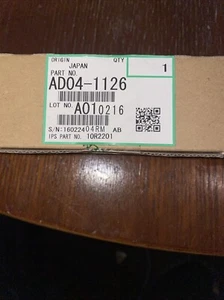 ORIGIN QTY
JAPAN 1
PART NO.
AD04-1126
LOT NO. A010216
S/N:16022404RM AB
IPS PART NO: 10R2201